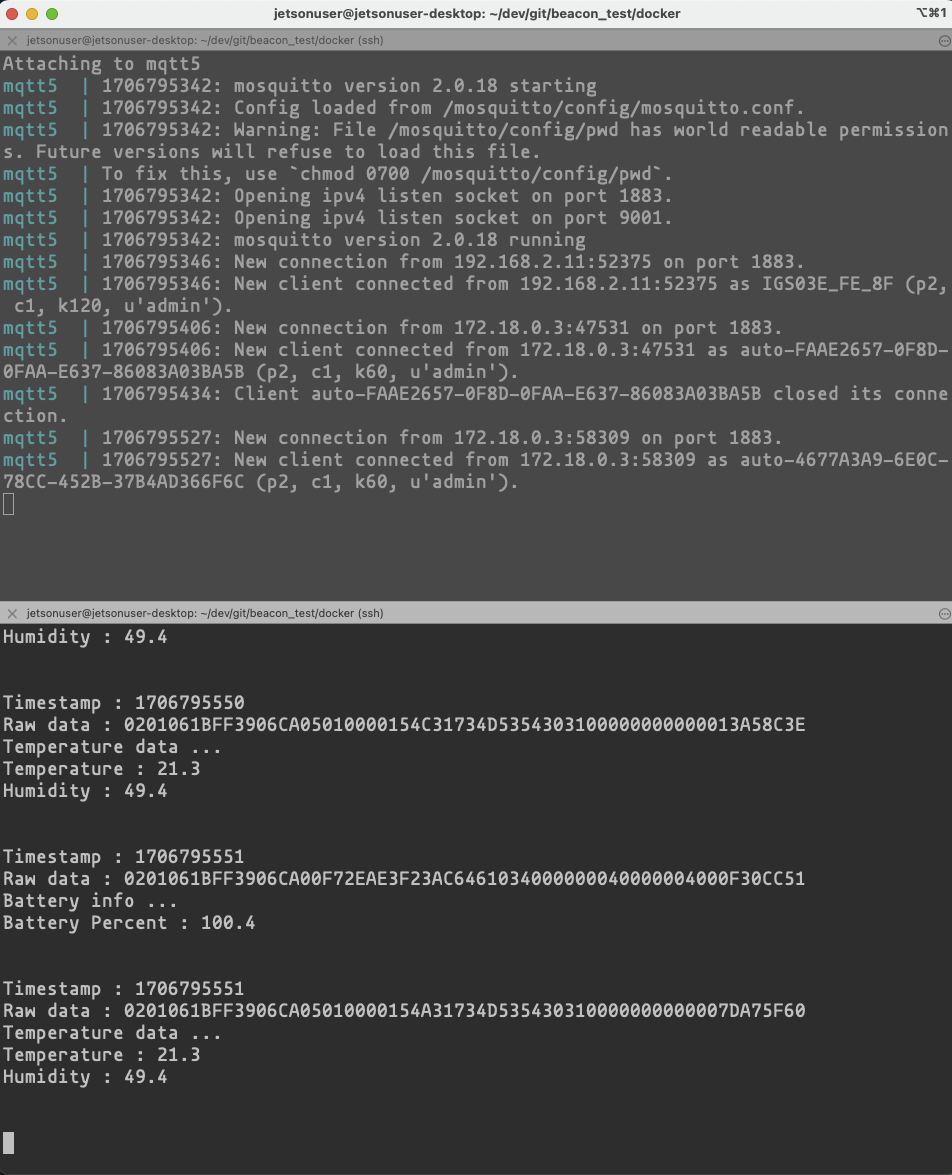 jetsonuser@jetsonuser-desktop: ~/dev/git/beacon_test/docker ⌥⌘1
jetsonuser@jetsonuser-desktop: ~/dev/git/beacon_test/docker (ssh)
Attaching to mqtt5
mqtt5  | 1706795342: mosquitto version 2.0.18 starting
mqtt5  | 1706795342: Config loaded from /mosquitto/config/mosquitto.conf.
mqtt5  | 1706795342: Warning: File /mosquitto/config/pwd has world readable permission
s. Future versions will refuse to load this file.
mqtt5  | To fix this, use `chmod 0700 /mosquitto/config/pwd`.
mqtt5  | 1706795342: Opening ipv4 listen socket on port 1883.
mqtt5  | 1706795342: Opening ipv4 listen socket on port 9001.
mqtt5  | 1706795342: mosquitto version 2.0.18 running
mqtt5  | 1706795346: New connection from 192.168.2.11:52375 on port 1883.
mqtt5  | 1706795346: New client connected from 192.168.2.11:52375 as IGS03E_FE_8F (p2,
 c1, k120, u'admin').
mqtt5  | 1706795406: New connection from 172.18.0.3:47531 on port 1883.
mqtt5  | 1706795406: New client connected from 172.18.0.3:47531 as auto-FAAE2657-0F8D-
0FAA-E637-86083A03BA5B (p2, c1, k60, u'admin').
mqtt5  | 1706795434: Client auto-FAAE2657-0F8D-0FAA-E637-86083A03BA5B closed its conne
ction.
mqtt5  | 1706795527: New connection from 172.18.0.3:58309 on port 1883.
mqtt5  | 1706795527: New client connected from 172.18.0.3:58309 as auto-4677A3A9-6E0C-
78CC-452B-37B4AD366F6C (p2, c1, k60, u'admin').
jetsonuser@jetsonuser-desktop: ~/dev/git/beacon_test/docker (ssh)
Humidity : 49.4
Timestamp : 1706795550
Raw data : 0201061BFF3906CA05010000154C31734D5354303100000000000013A58C3E
Temperature data ...
Temperature : 21.3
Humidity : 49.4
Timestamp : 1706795551
Raw data : 0201061BFF3906CA00F72EAE3F23AC6461034000000040000004000F30CC51
Battery info ...
Battery Percent : 100.4
Timestamp : 1706795551
Raw data : 0201061BFF3906CA05010000154A31734D535430310000000000007DA75F60
Temperature data ...
Temperature : 21.3
Humidity : 49.4